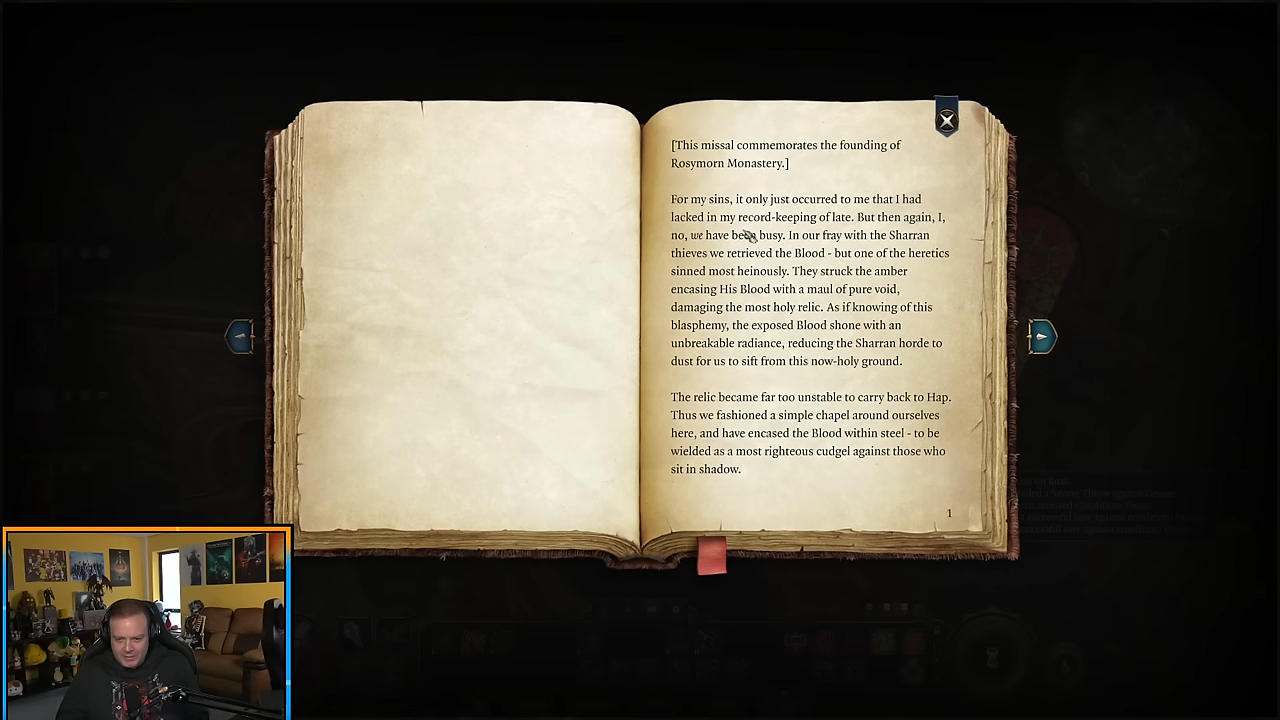 [This missal commemorates the founding of
Rosymorn Monastery.]
For my sins, it only just occurred to me that I had
lacked in my record-keeping of late. But then again, I,
no, we have been busy. In our fray with the Sharran
thieves we retrieved the Blood - but one of the heretics
sinned most heinously. They struck the amber
encasing His Blood with a maul of pure void,
damaging the most holy relic. As if knowing of this
blasphemy, the exposed Blood shone with an
unbreakable radiance, reducing the Sharran horde to
dust for us to sift from this now-holy ground.
The relic became far too unstable to carry back to Hap.
Thus we fashioned a simple chapel around ourselves
here, and have encased the Blood within steel - to be
wielded as a most righteous cudgel against those who
sit in shadow.
1